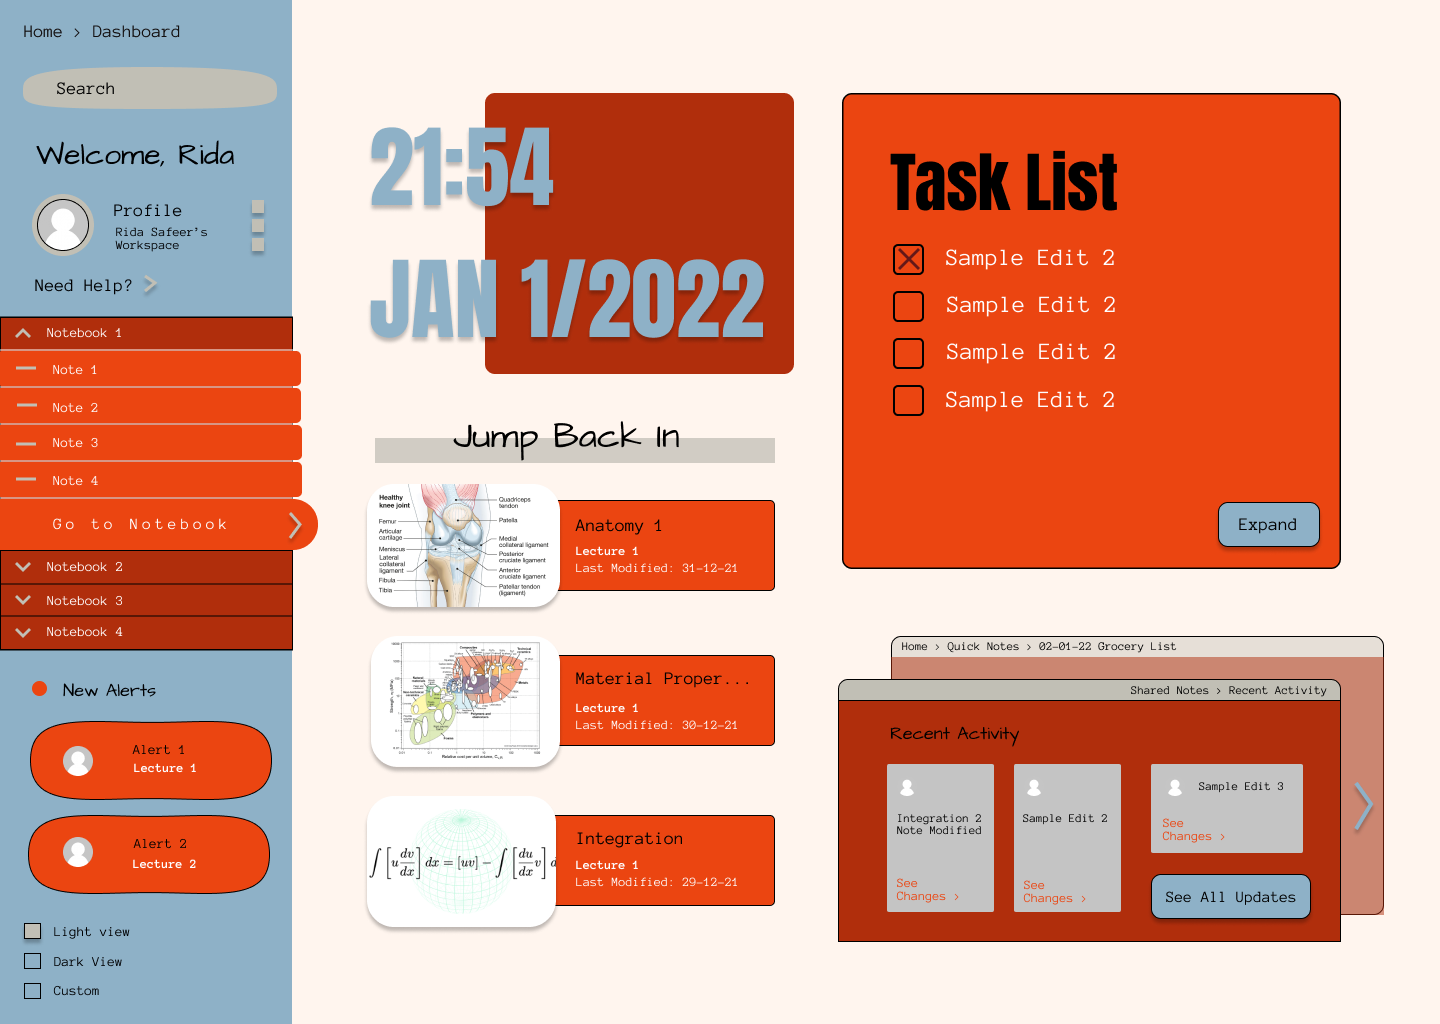 Home > Dashboard
Search
Welcome, Rida
Profile
Rida Safeer's
Workspace
Need Help?
Notebook 1
Note 1
Note 2
Note 3
Note 4
Go to Notebook
Notebook 2
Notebook 3
Notebook 4
New Alerts
Alert 1
Lecture 1
Alert 2
Lecture 2
Light view
Dark View
Custom
21:54
JAN 1/2022
Jump Back In
Healthy
knee joint
Femur
Articular
cartilage
Meniscus
Lateral
collateral
ligament
Fibula
Tibia
Quadriceps
tendon
Patella
Medial
collateral ligament
Posterior
cruciate ligament
Anterior
cruciate ligament
Patellar tendon
(ligament)
Anatomy 1
Lecture 1
Last Modified: 31-12-21
Relative cost per unit volume,
Material Proper...
Lecture 1
Last Modified: 30-12-21
∫ [u dv/dx] dx = [uv] − ∫ [du/dx v] d
Integration
Lecture 1
Last Modified: 29-12-21
Task List
Sample Edit 2
Sample Edit 2
Sample Edit 2
Sample Edit 2
Expand
Home > Quick Notes > 02-01-22 Grocery List
Shared Notes > Recent Activity
Recent Activity
Integration 2
Note Modified
See
Changes >
Sample Edit 2
See
Changes >
Sample Edit 3
See
Changes >
See All Updates